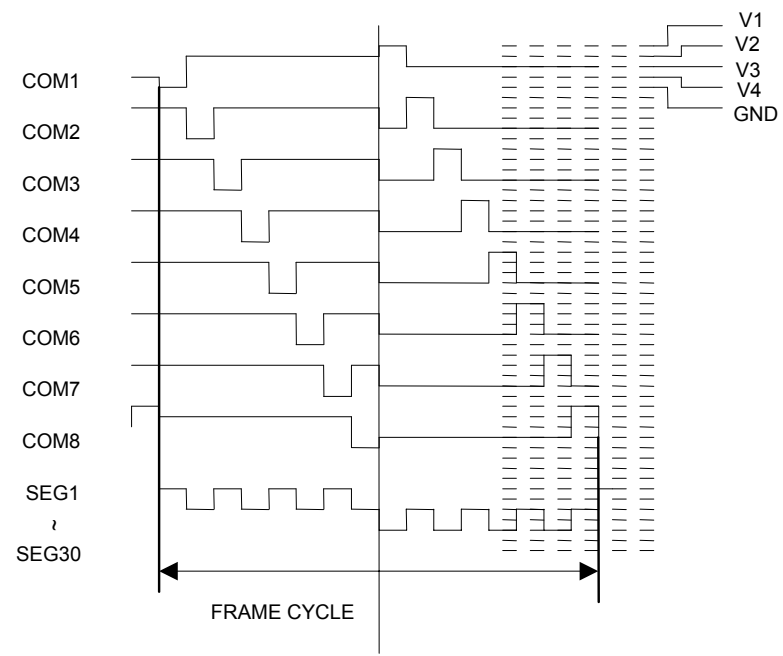 V1
V2
V3
V4
GND
COM1
COM2
COM3
COM4
COM5
COM6
COM7
COM8
SEG1
~
SEG30
FRAME CYCLE